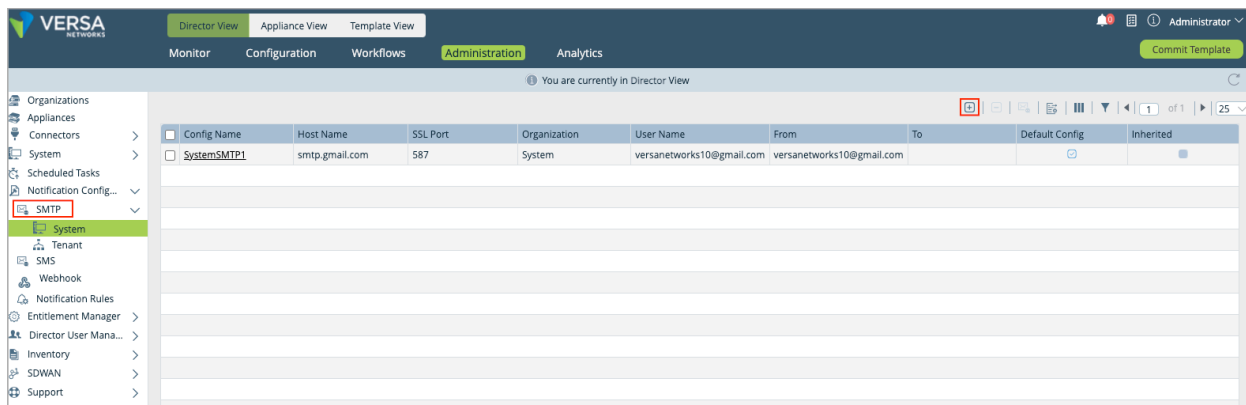 VERSA
NETWORKS
Director View Appliance View Template View
0 Administrator
Monitor Configuration Workflows Administration Analytics
Commit Template
You are currently in Director View
Organizations
Appliances
Connectors
System
Scheduled Tasks
Notification Config...
SMTP
System
Tenant
SMS
Webhook
Notification Rules
Entitlement Manager
Director User Mana...
Inventory
SDWAN
Support
1 of 1 25
Config Name Host Name SSL Port Organization User Name From To Default Config Inherited
SystemSMTP1 smtp.gmail.com 587 System versanetworks10@gmail.com versanetworks10@gmail.com